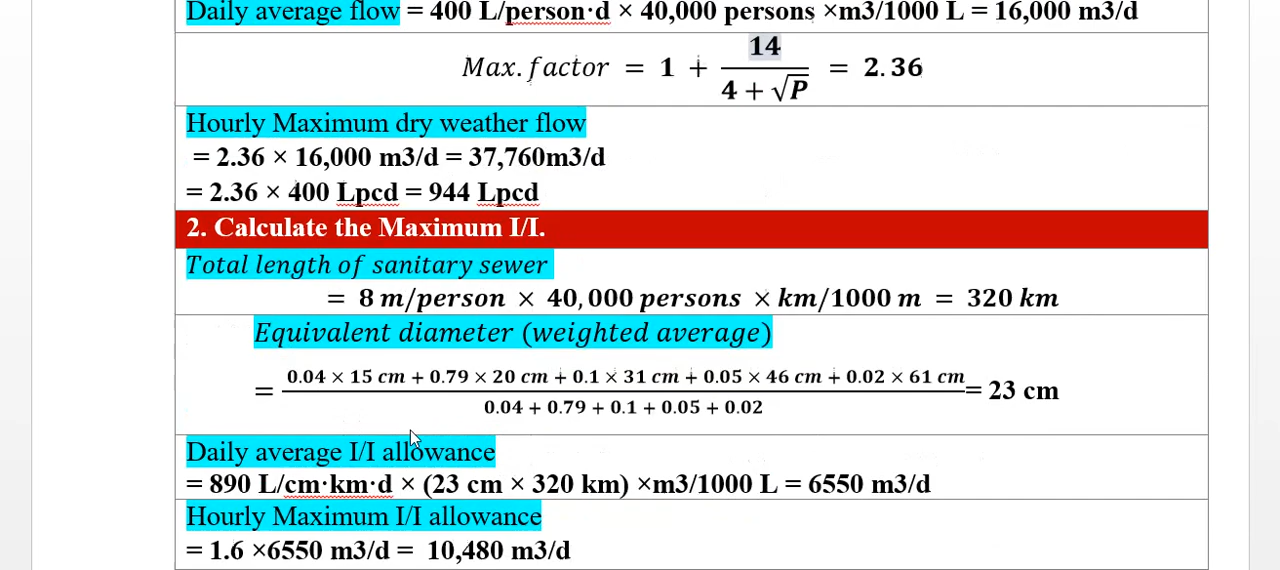 Daily average flow = 400 L/person·d × 40,000 persons ×m3/1000 L = 16,000 m3/d
Max. factor = 1 + 14 / (4 + √P) = 2.36
Hourly Maximum dry weather flow
= 2.36 × 16,000 m3/d = 37,760m3/d
= 2.36 × 400 Lpcd = 944 Lpcd
2. Calculate the Maximum I/I.
Total length of sanitary sewer
= 8 m/person × 40,000 persons × km/1000 m = 320 km
Equivalent diameter (weighted average)
= (0.04 × 15 cm + 0.79 × 20 cm + 0.1 × 31 cm + 0.05 × 46 cm + 0.02 × 61 cm) / (0.04 + 0.79 + 0.1 + 0.05 + 0.02) = 23 cm
Daily average I/I allowance
= 890 L/cm·km·d × (23 cm × 320 km) ×m3/1000 L = 6550 m3/d
Hourly Maximum I/I allowance
= 1.6 ×6550 m3/d = 10,480 m3/d